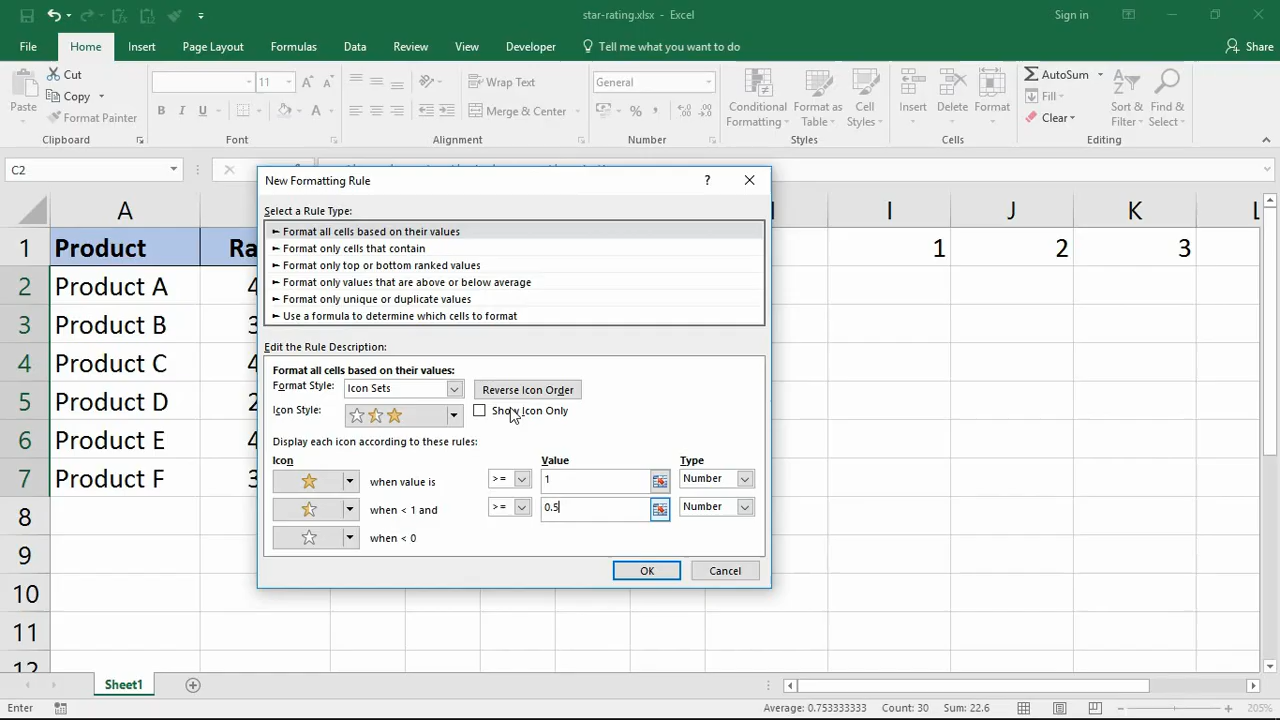 star-rating.xlsx - Excel
Sign in
File Home Insert Page Layout Formulas Data Review View Developer Tell me what you want to do Share
Paste
Cut
Copy
Format Painter
Clipboard
11
B I U
A A
A
Font
Wrap Text
Merge & Center
Alignment
General
%
Number
Conditional Formatting
Format as Table
Cell Styles
Styles
Insert
Delete
Format
Cells
AutoSum
Fill
Clear
Sort & Filter
Find & Select
Editing
C2
A I J K L
1 Product Ra 1 2 3
2 Product A 4
3 Product B 3
4 Product C 4
5 Product D 2
6 Product E 4
7 Product F 3
8
9
10
11
12
New Formatting Rule
?
Select a Rule Type:
► Format all cells based on their values
► Format only cells that contain
► Format only top or bottom ranked values
► Format only values that are above or below average
► Format only unique or duplicate values
► Use a formula to determine which cells to format
Edit the Rule Description:
Format all cells based on their values:
Format Style: Icon Sets Reverse Icon Order
Icon Style: Show Icon Only
Display each icon according to these rules:
Icon Value Type
when value is >= 1 Number
when < 1 and >= 0.5 Number
when < 0
OK Cancel
Sheet1
Enter Average: 0.753333333 Count: 30 Sum: 22.6 205%